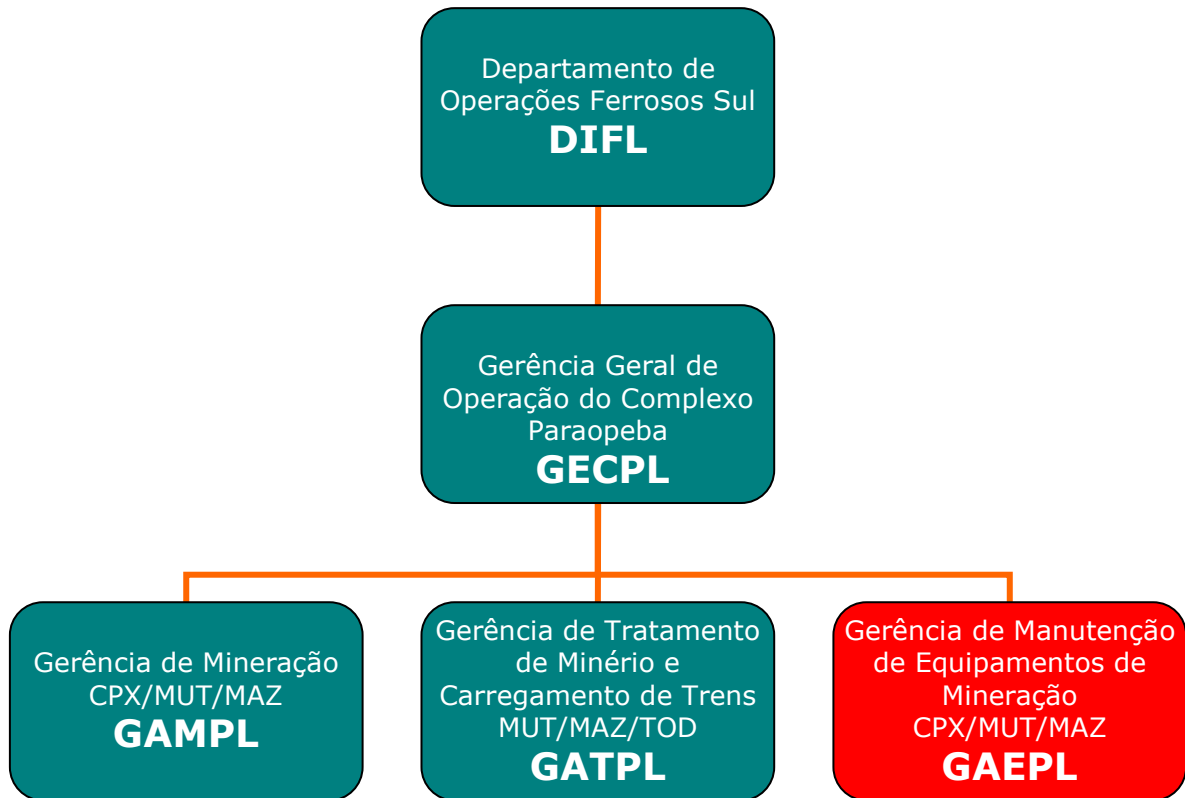 Departamento de
Operações Ferrosos Sul
DIFL
Gerência Geral de
Operação do Complexo
Paraopeba
GECPL
Gerência de Mineração
CPX/MUT/MAZ
GAMPL
Gerência de Tratamento
de Minério e
Carregamento de Trens
MUT/MAZ/TOD
GATPL
Gerência de Manutenção
de Equipamentos de
Mineração
CPX/MUT/MAZ
GAEPL